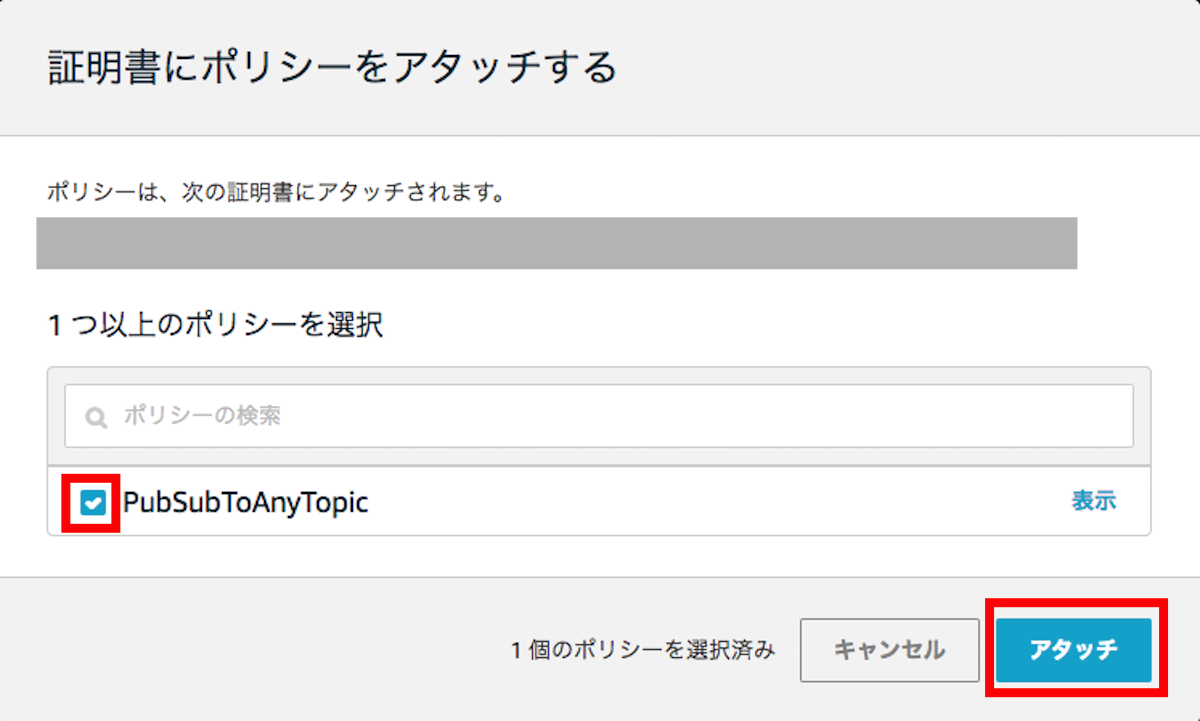 証明書にポリシーをアタッチする
ポリシーは、次の証明書にアタッチされます。
1 つ以上のポリシーを選択
ポリシーの検索
PubSubToAnyTopic 表示
1 個のポリシーを選択済み キャンセル アタッチ